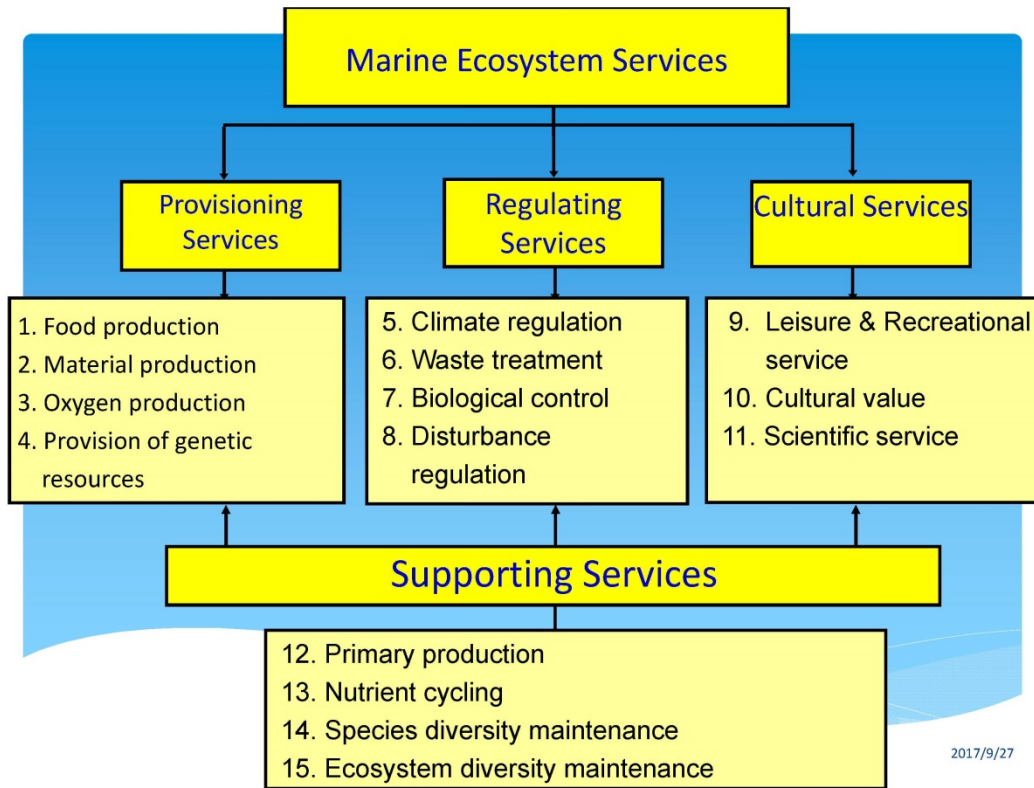 Marine Ecosystem Services
Provisioning
Services
Regulating
Services
Cultural Services
1. Food production
2. Material production
3. Oxygen production
4. Provision of genetic
resources
5. Climate regulation
6. Waste treatment
7. Biological control
8. Disturbance
regulation
9. Leisure & Recreational
service
10. Cultural value
11. Scientific service
Supporting Services
12. Primary production
13. Nutrient cycling
14. Species diversity maintenance
15. Ecosystem diversity maintenance
2017/9/27